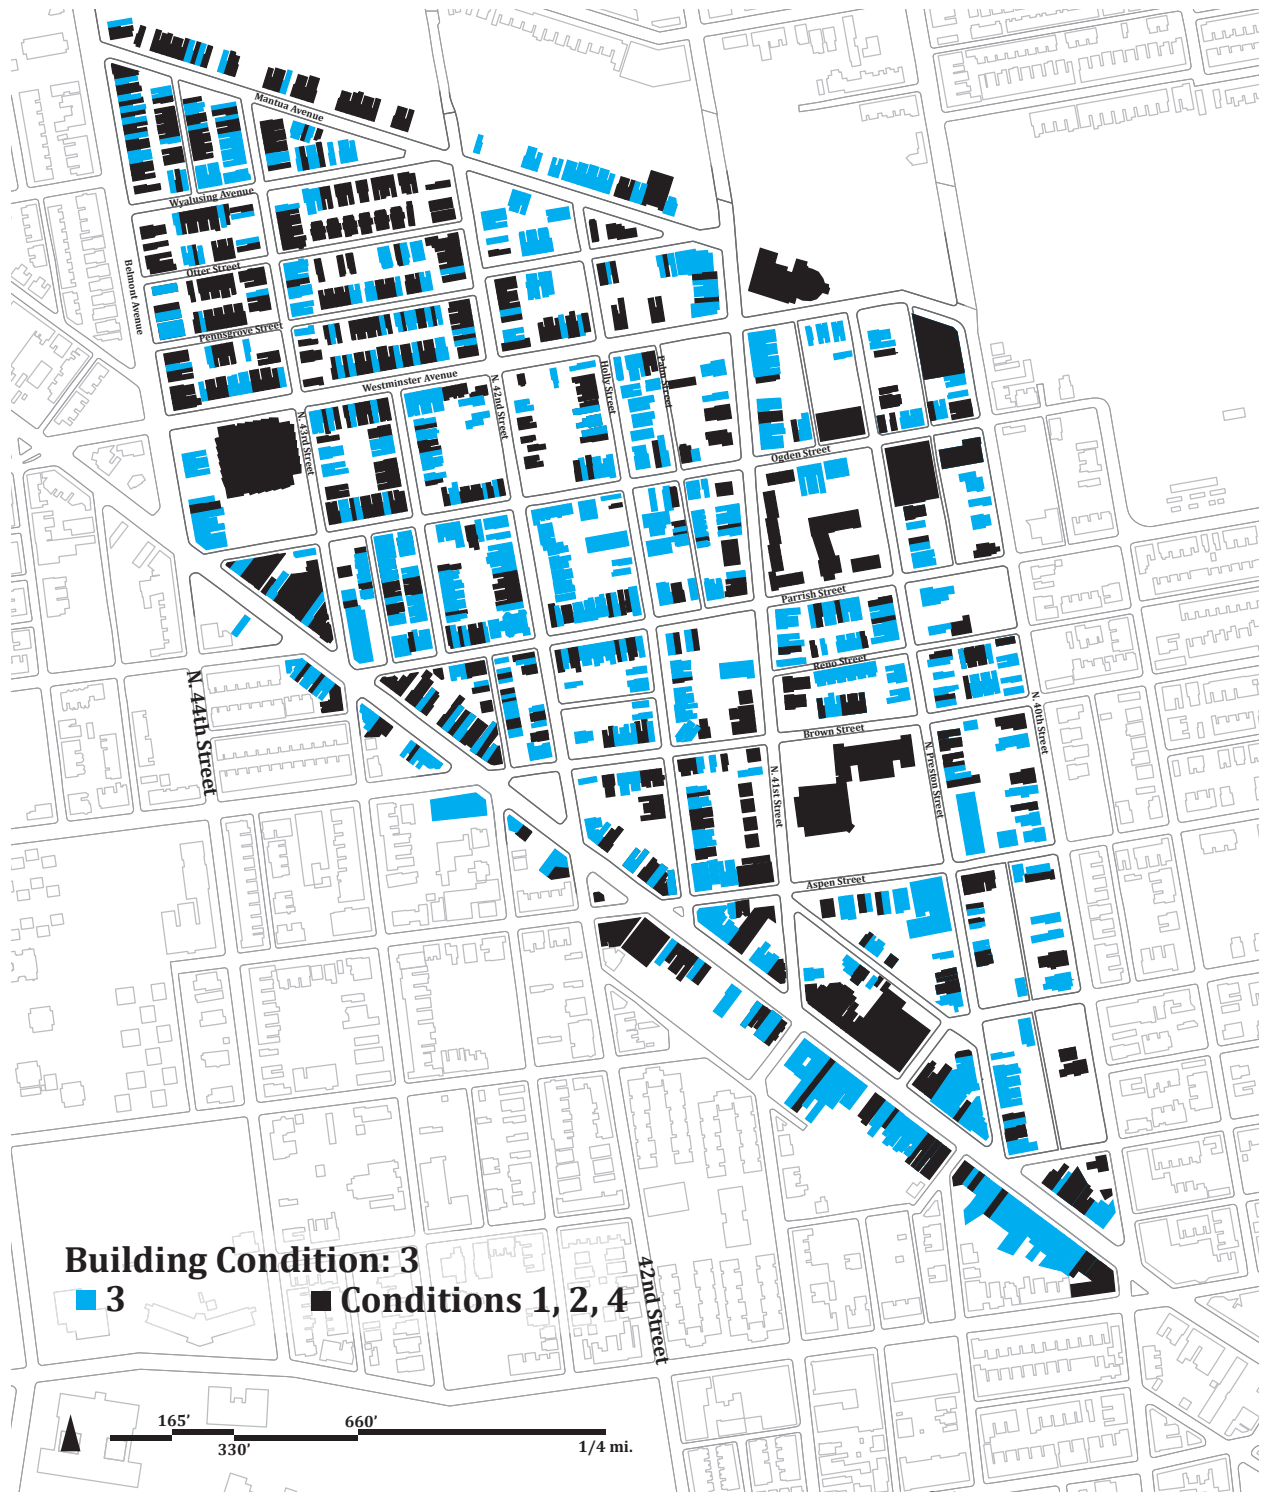 Mantua Avenue
Wyalusing Avenue
Otter Street
Belmont Avenue
Pennsgrove Street
Westminster Avenue
N. 43rd Street
N. 42nd Street
Holly Street
Palm Street
Ogden Street
Parrish Street
Reno Street
N. 44th Street
N. 40th Street
Brown Street
N. Preston Street
N. 41st Street
Aspen Street
Building Condition: 3
3
Conditions 1, 2, 4
42nd Street
165’
660’
330’
1/4 mi.